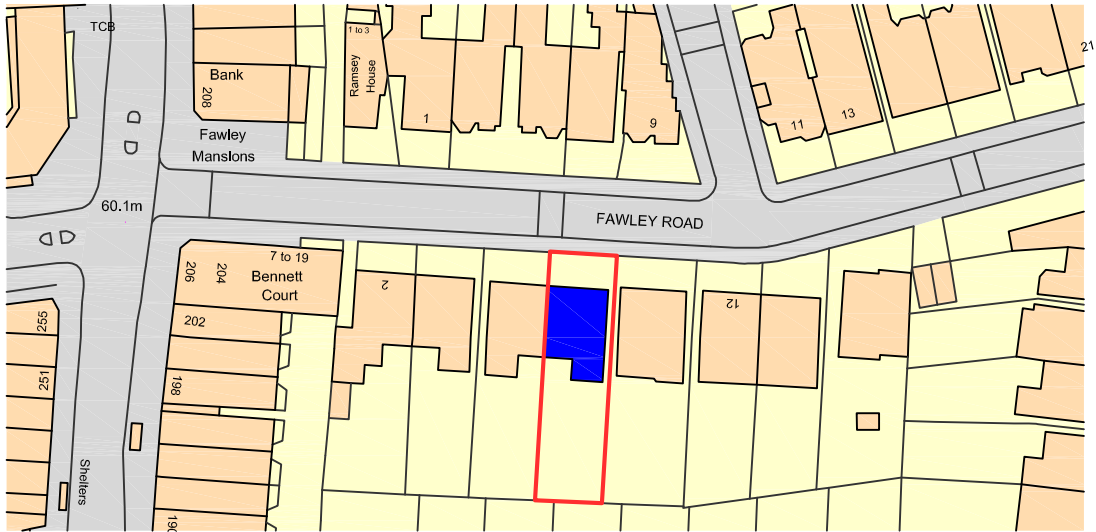 TCB
1 to 3
Ramsey
House
21
Bank
208
1
9
11
13
Fawley
Mansions
60.1m
FAWLEY ROAD
7 to 19
206
204
Bennett
Court
2
12
202
255
251
198
Shelters
190